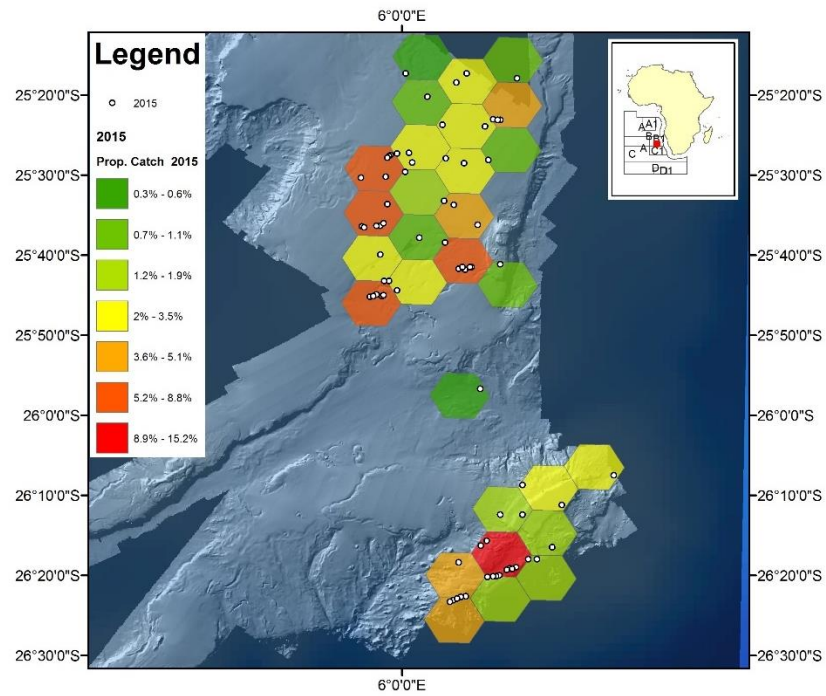 6°0'0"E
Legend
2015
2015
Prop. Catch 2015
0.3% - 0.6%
0.7% - 1.1%
1.2% - 1.9%
2% - 3.5%
3.6% - 5.1%
5.2% - 8.8%
8.9% - 15.2%
25°20'0"S
25°20'0"S
25°30'0"S
25°30'0"S
25°40'0"S
25°40'0"S
25°50'0"S
25°50'0"S
26°0'0"S
26°0'0"S
26°10'0"S
26°10'0"S
26°20'0"S
26°20'0"S
26°30'0"S
26°30'0"S
A
A1
B
A
C
C1
D
D1
6°0'0"E